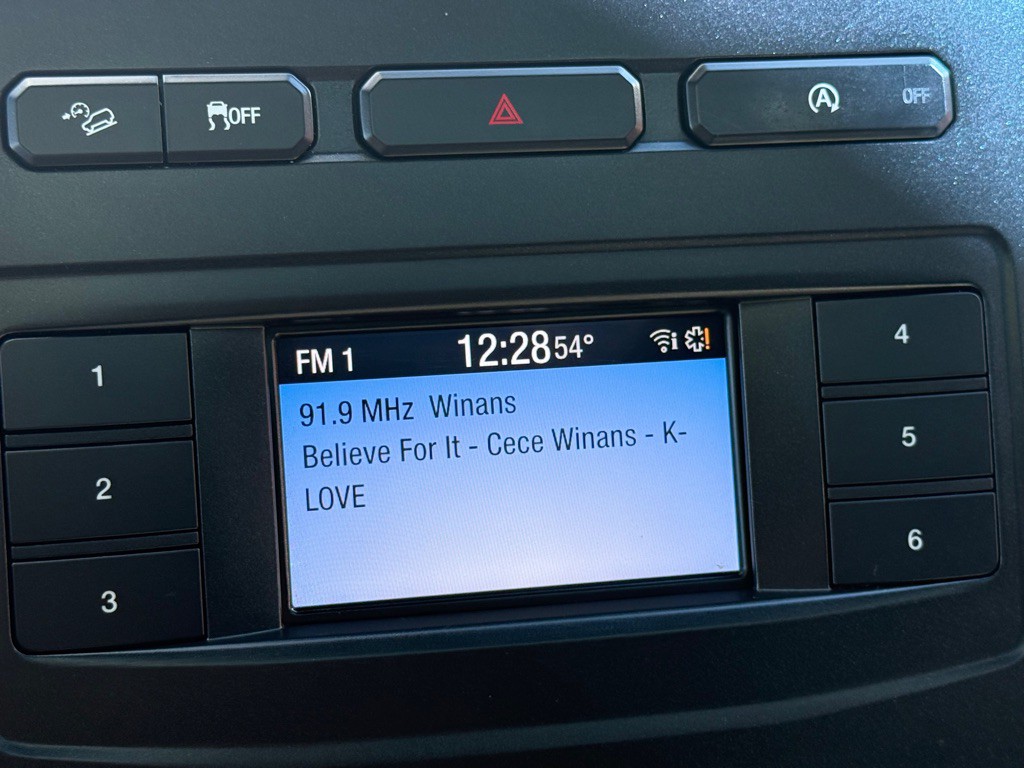 OFF
A OFF
FM 1 12:28 54° i !
1 91.9 MHz Winans 4
Believe For It - Cece Winans - K-
2 LOVE 5
3 6